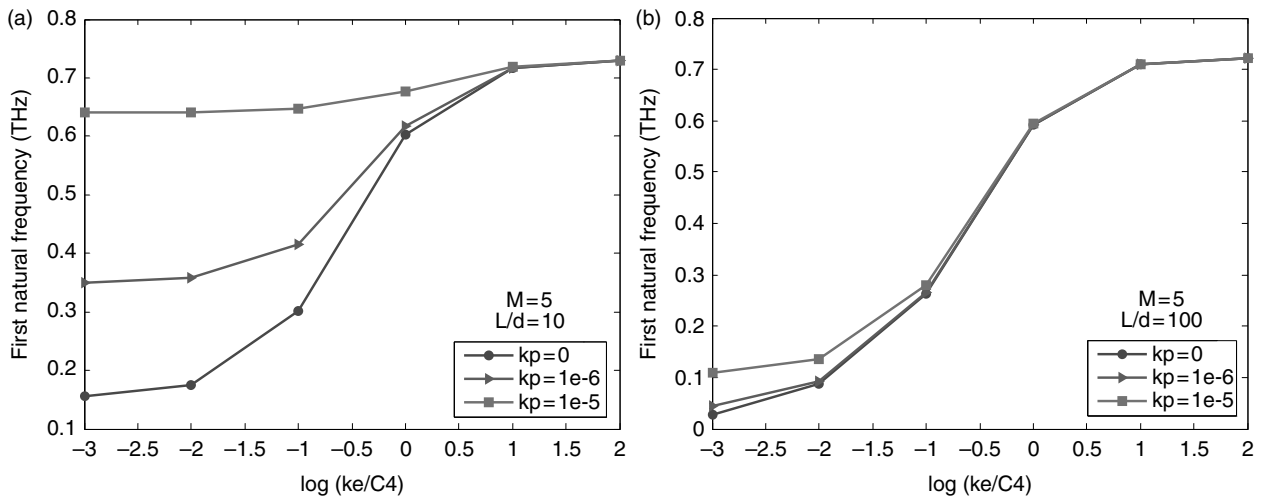 (a)
First natural frequency (THz)
0.8
0.7
0.6
0.5
0.4
0.3
0.2
0.1
M=5
L/d=10
kp=0
kp=1e-6
kp=1e-5
−3 −2.5 −2 −1.5 −1 −0.5 0 0.5 1 1.5 2
log (ke/C4)
(b)
First natural frequency (THz)
0.8
0.7
0.6
0.5
0.4
0.3
0.2
0.1
0
M=5
L/d=100
kp=0
kp=1e-6
kp=1e-5
−3 −2.5 −2 −1.5 −1 −0.5 0 0.5 1 1.5 2
log (ke/C4)